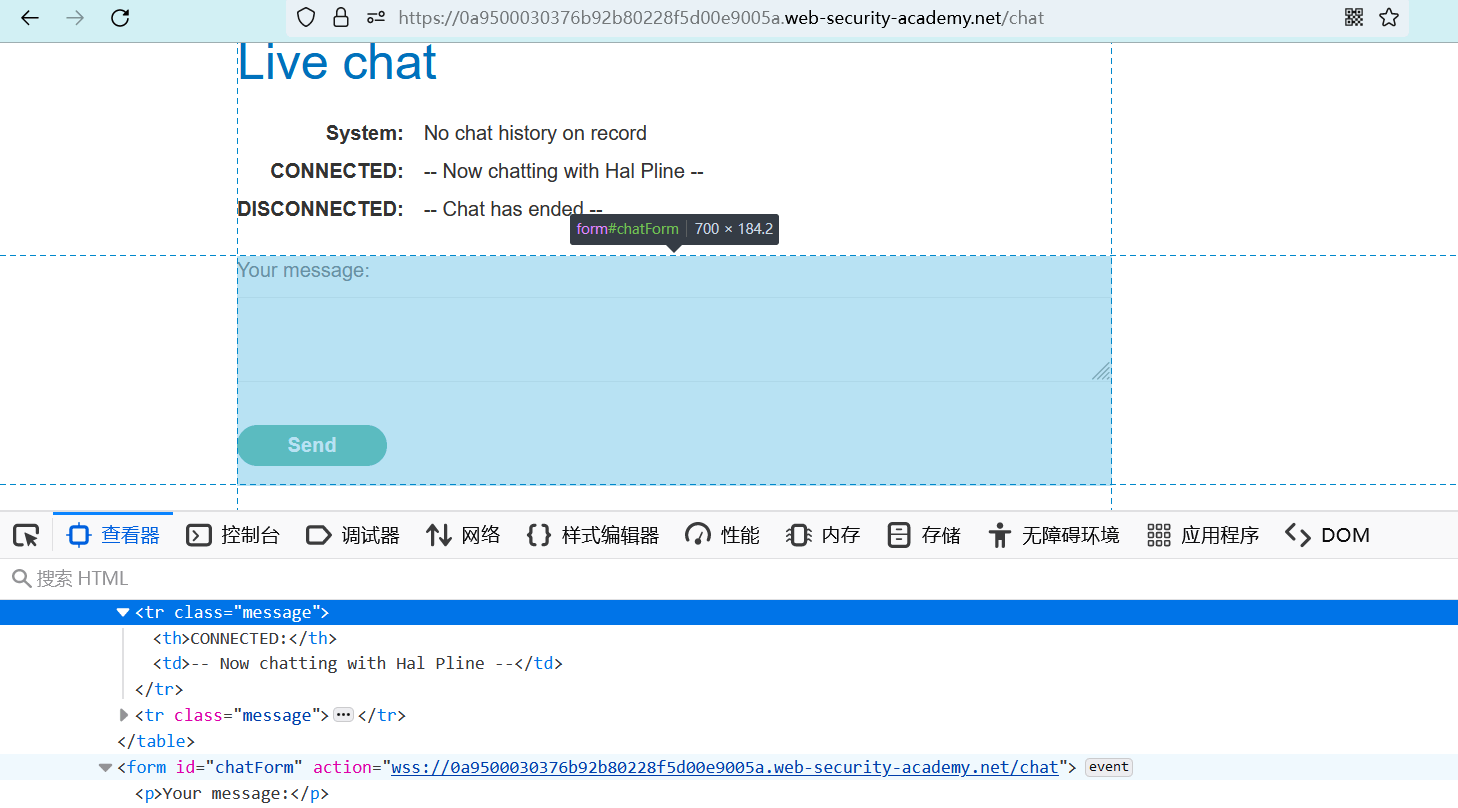 https://0a9500030376b92b80228f5d00e9005a.web-security-academy.net/chat
Live chat
System: No chat history on record
CONNECTED: -- Now chatting with Hal Pline --
DISCONNECTED: -- Chat has ended --
form#chatForm 700 × 184.2
Your message:
Send
查看器 控制台 调试器 网络 {} 样式编辑器 性能 内存 存储 无障碍环境 应用程序 DOM
搜索 HTML
<tr class="message">
<th>CONNECTED:</th>
<td>-- Now chatting with Hal Pline --</td>
</tr>
<tr class="message"> ••• </tr>
</table>
<form id="chatForm" action="wss://0a9500030376b92b80228f5d00e9005a.web-security-academy.net/chat"> event
<p>Your message:</p>